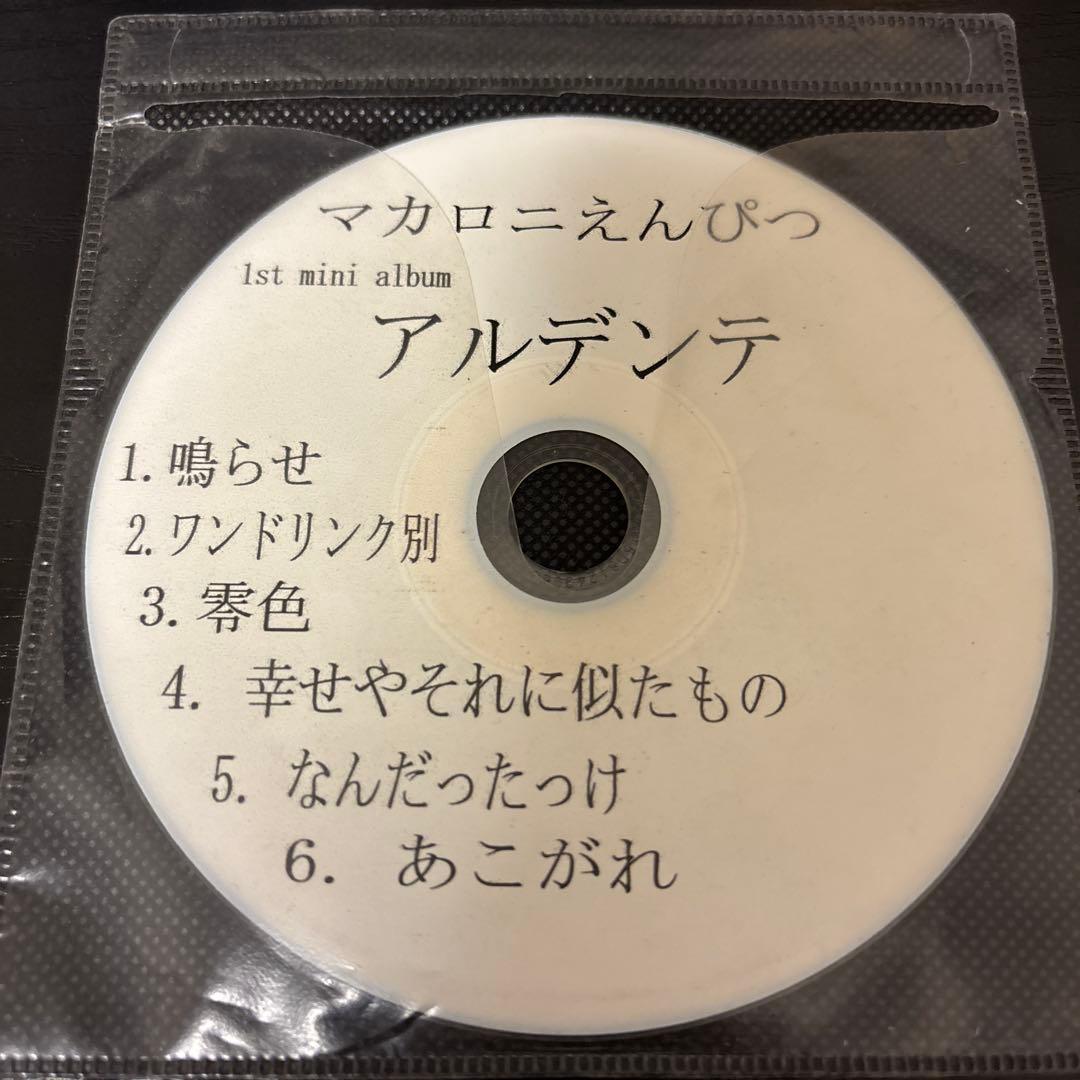 マカロニえんぴつ
1st mini album
アルデンテ
1.鳴らせ
2.ワンドリンク別
3.零色
4. 幸せやそれに似たもの
5. なんだったっけ
6. あこがれ